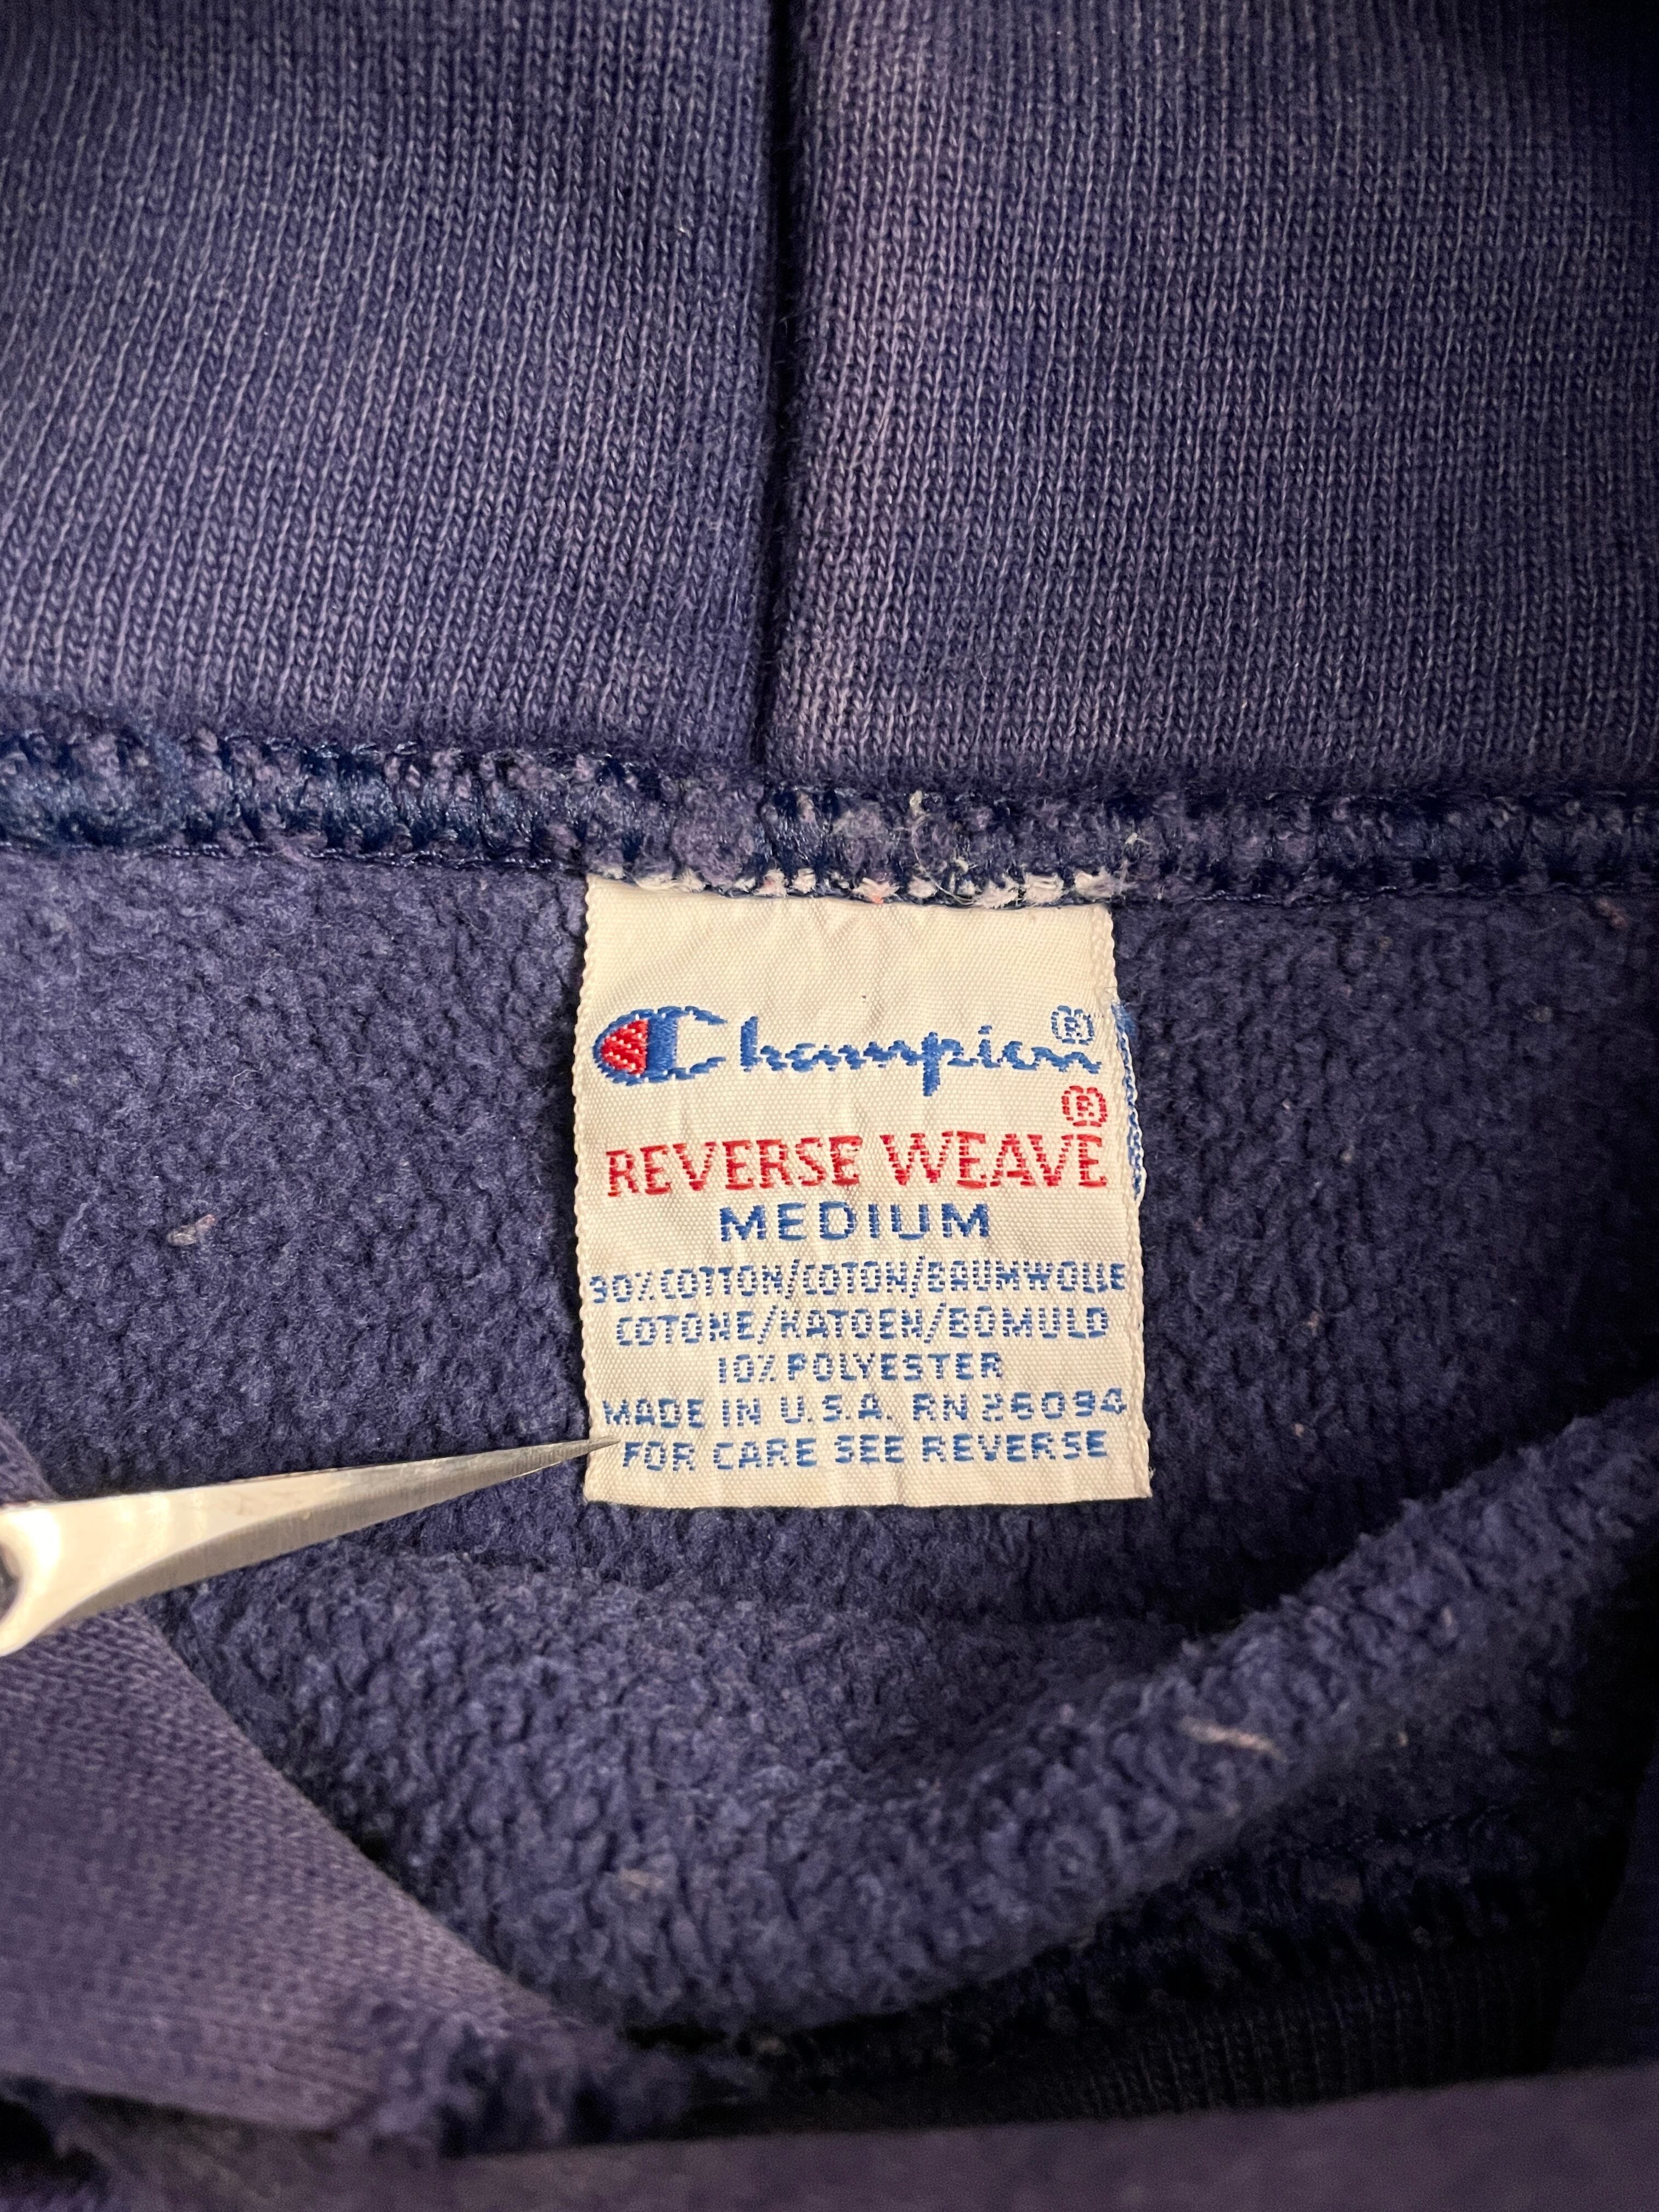 Champion®
REVERSE WEAVE®
MEDIUM
90% COTTON/COTON/BAUMWOLLE
COTONE/KATOEN/BOMULD
10% POLYESTER
MADE IN U.S.A. RN 26094
FOR CARE SEE REVERSE